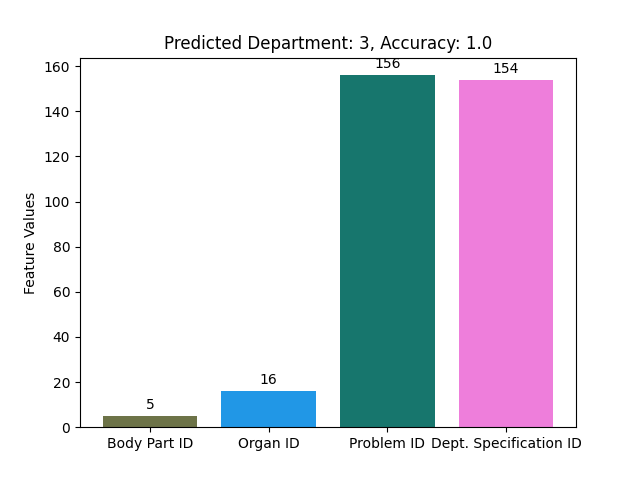 Predicted Department: 3, Accuracy: 1.0
Feature Values
160
140
120
100
80
60
40
20
0
5
16
156
154
Body Part ID
Organ ID
Problem ID
Dept. Specification ID